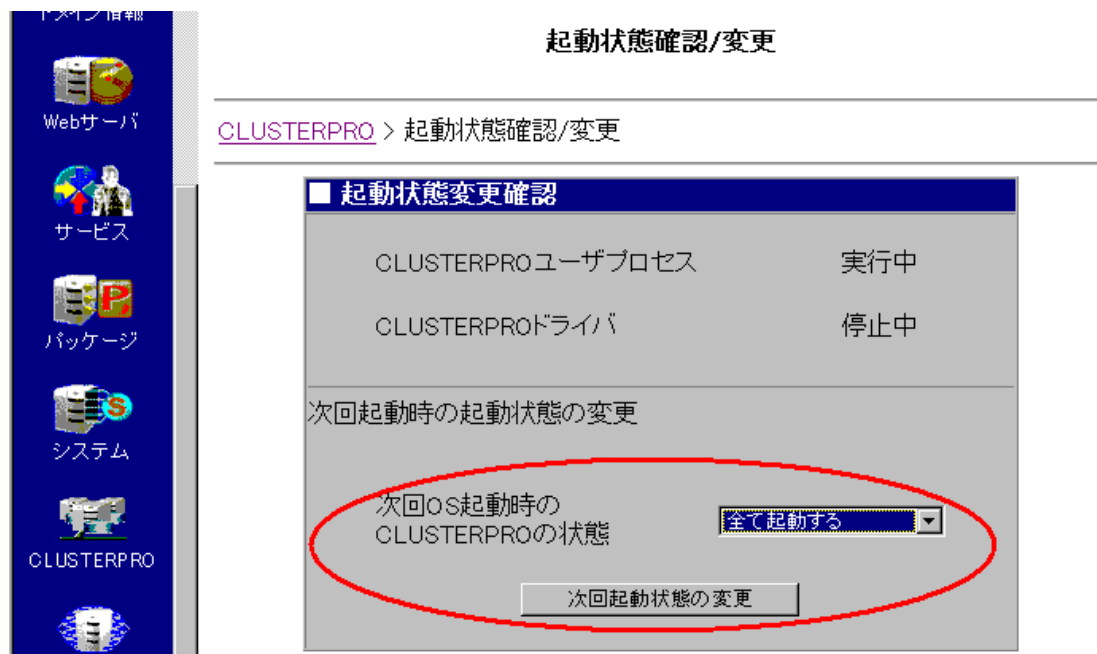 ドメイン情報
Webサーバ
サービス
パッケージ
システム
CLUSTERPRO
起動状態確認/変更
CLUSTERPRO > 起動状態確認/変更
■ 起動状態変更確認
CLUSTERPROユーザプロセス 実行中
CLUSTERPROドライバ 停止中
次回起動時の起動状態の変更
次回OS起動時の
CLUSTERPROの状態
全て起動する
次回起動状態の変更